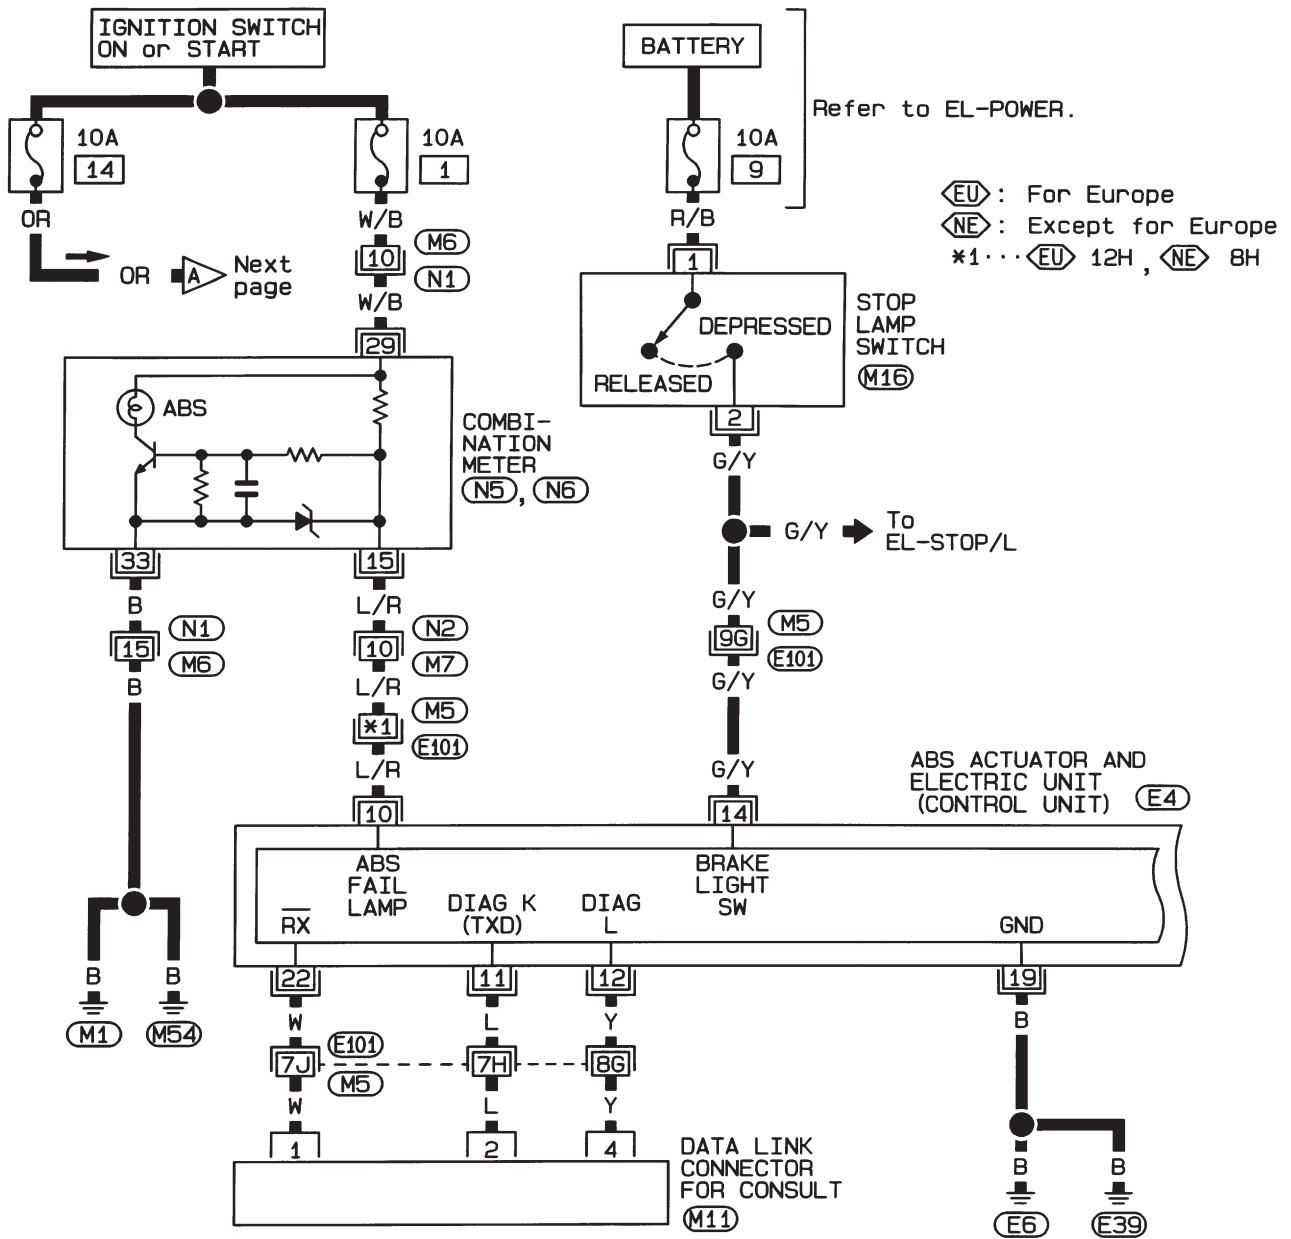 IGNITION SWITCH
ON or START
BATTERY
Refer to EL-POWER.
10A
14
10A
1
10A
9
EU : For Europe
NE : Except for Europe
*1··· EU 12H , NE 8H
OR
OR
A
Next
page
W/B
10
M6
N1
W/B
29
R/B
1
DEPRESSED
RELEASED
STOP
LAMP
SWITCH
M16
2
G/Y
G/Y
To
EL-STOP/L
G/Y
9G
M5
E101
G/Y
G/Y
14
ABS
COMBI-
NATION
METER
N5 , N6
33
B
15
N1
M6
B
B
B
M1
M54
15
L/R
10
N2
M7
L/R
*1
M5
E101
L/R
10
ABS ACTUATOR AND
ELECTRIC UNIT
(CONTROL UNIT)
E4
ABS
FAIL
LAMP
BRAKE
LIGHT
SW
RX
DIAG K
(TXD)
DIAG
L
GND
22
11
12
19
W
L
Y
B
7J
E101
M5
7H
8G
W
L
Y
1
2
4
DATA LINK
CONNECTOR
FOR CONSULT
M11
B
B
E6
E39